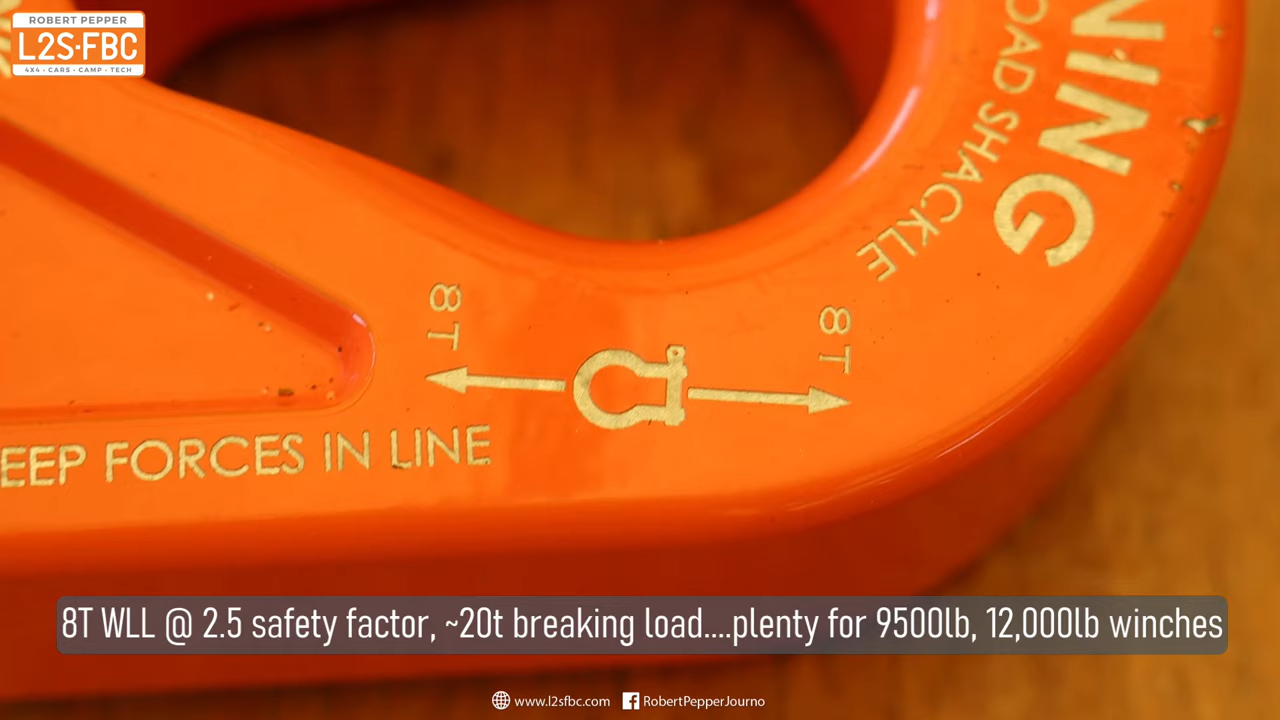 ROBERT PEPPER
L2S·FBC
4X4 · CARS · CAMP · TECH
NING
OAD SHACKLE
8T
8T
EEP FORCES IN LINE
8T WLL @ 2.5 safety factor, ~20t breaking load....plenty for 9500lb, 12,000lb winches
www.l2sfbc.com
RobertPepperJourno